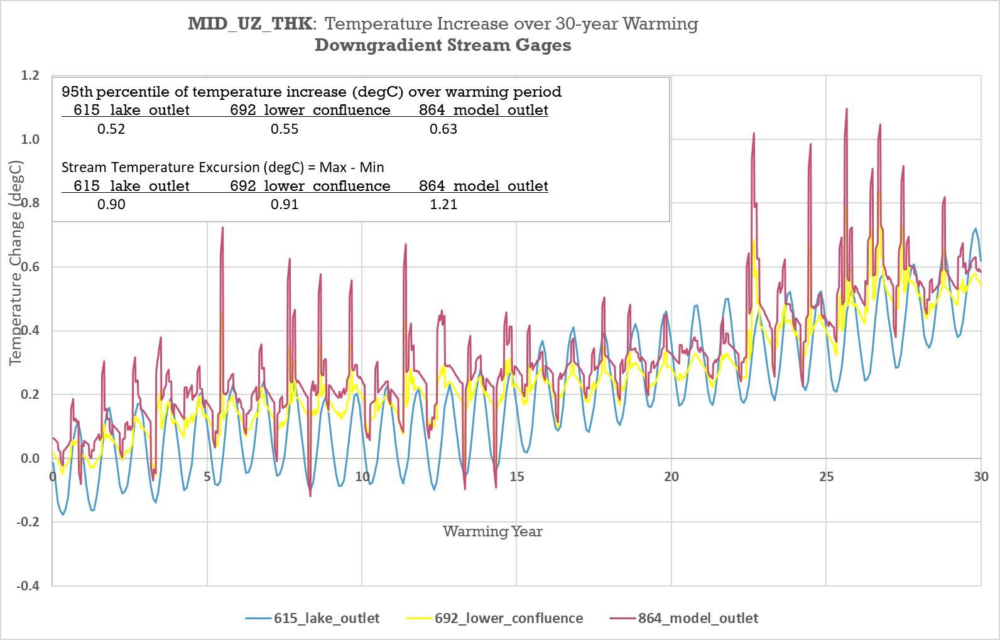 MID_UZ_THK: Temperature Increase over 30-year Warming
Downgradient Stream Gages
1.2
1.0
0.8
0.6
0.4
0.2
0.0
-0.2
-0.4
Temperature Change (degC)
95th percentile of temperature increase (degC) over warming period
615_lake_outlet 692_lower_confluence 864_model_outlet
0.52 0.55 0.63
Stream Temperature Excursion (degC) = Max - Min
615_lake_outlet 692_lower_confluence 864_model_outlet
0.90 0.91 1.21
0 5 10 15 20 25 30
Warming Year
615_lake_outlet 692_lower_confluence 864_model_outlet